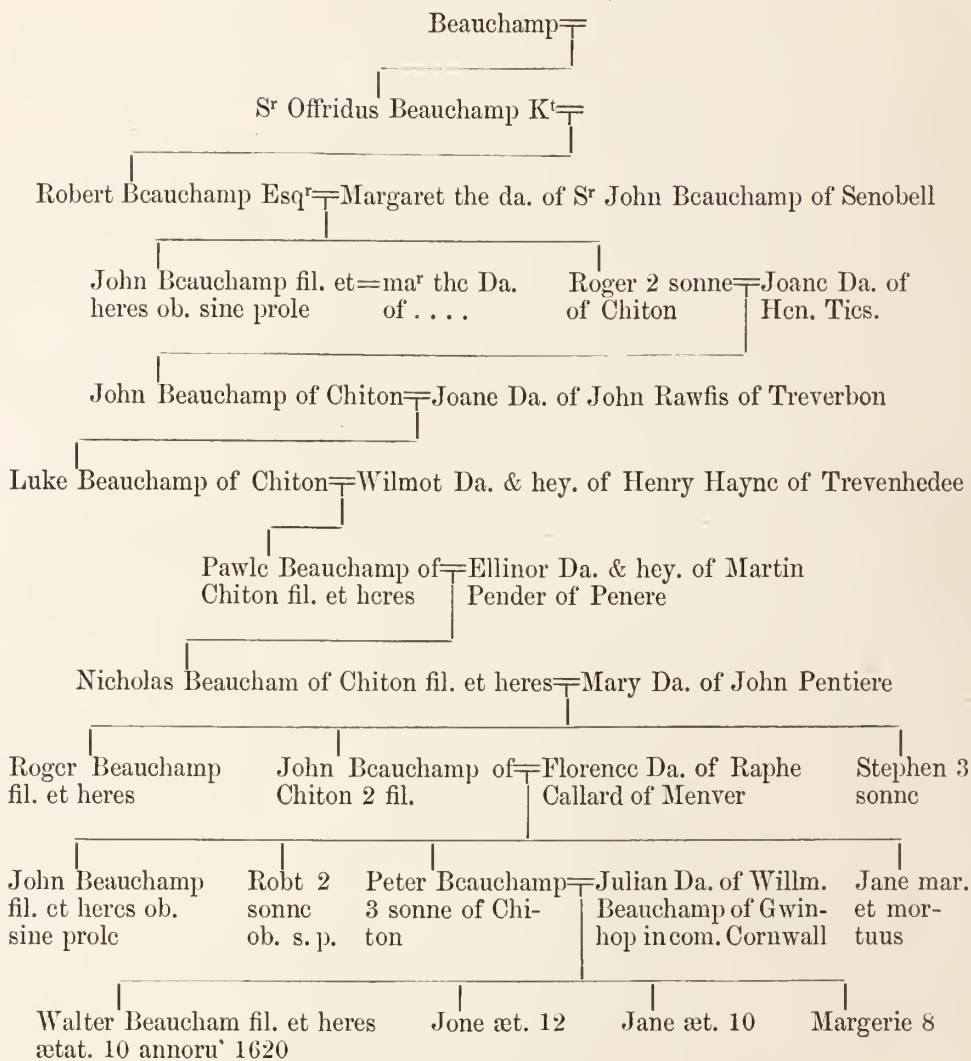 Beauchamp
Sr Offridus Beauchamp Kt
Robert Beauchamp Esqr=Margaret the da. of Sr John Beauchamp of Senobell
John Beauchamp fil. et=mar the Da.
heres ob. sine prole of . . . .
Roger 2 sonne=Joane Da. of
of Chiton Hen. Tics.
John Beauchamp of Chiton=Joane Da. of John Rawfis of Treverbon
Luke Beauchamp of Chiton=Wilmot Da. & hey. of Henry Hayne of Trevenhedee
Pawle Beauchamp of=Ellinor Da. & hey. of Martin
Chiton fil. et heres Pender of Penere
Nicholas Beaucham of Chiton fil. et heres=Mary Da. of John Pentiere
Roger Beauchamp
fil. et heres
John Beauchamp of=Florence Da. of Raphe
Chiton 2 fil. Callard of Menver
Stephen 3
sonne
John Beauchamp
fil. et heres ob.
sine prole
Robt 2
sonne
ob. s. p.
Peter Beauchamp=Julian Da. of Willm.
3 sonne of Chi- Beauchamp of Gwin-
ton hop in com. Cornwall
Jane mar.
et mor-
tuus
Walter Beaucham fil. et heres
ætat. 10 annoru' 1620
Jone æt. 12
Jane æt. 10
Margerie 8